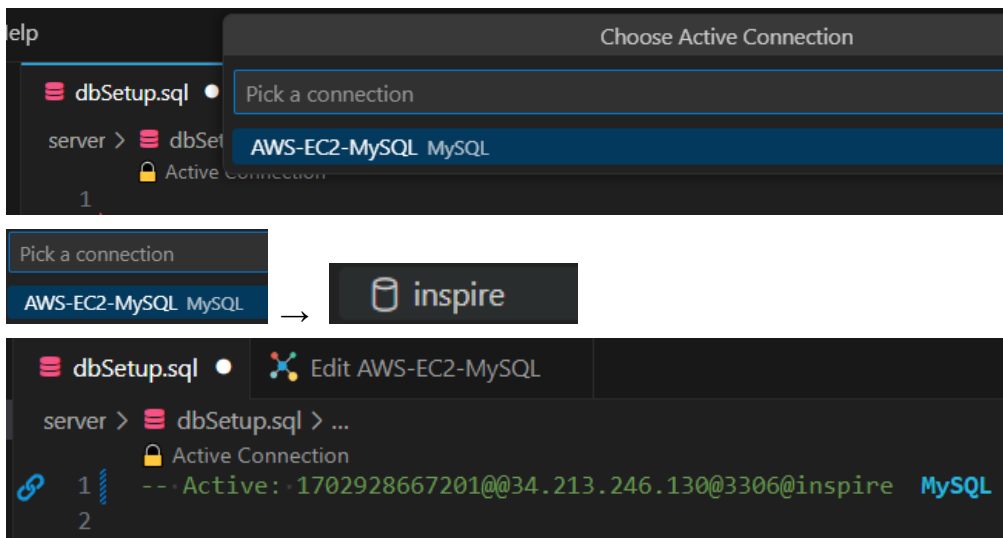 elp
Choose Active Connection
dbSetup.sql ●
Pick a connection
server > dbSet
AWS-EC2-MySQL MySQL
Active Connection
1
Pick a connection
AWS-EC2-MySQL MySQL
→
inspire
dbSetup.sql ● Edit AWS-EC2-MySQL
server > dbSetup.sql > ...
Active Connection
1 -- Active: 1702928667201@@34.213.246.130@3306@inspire MySQL
2